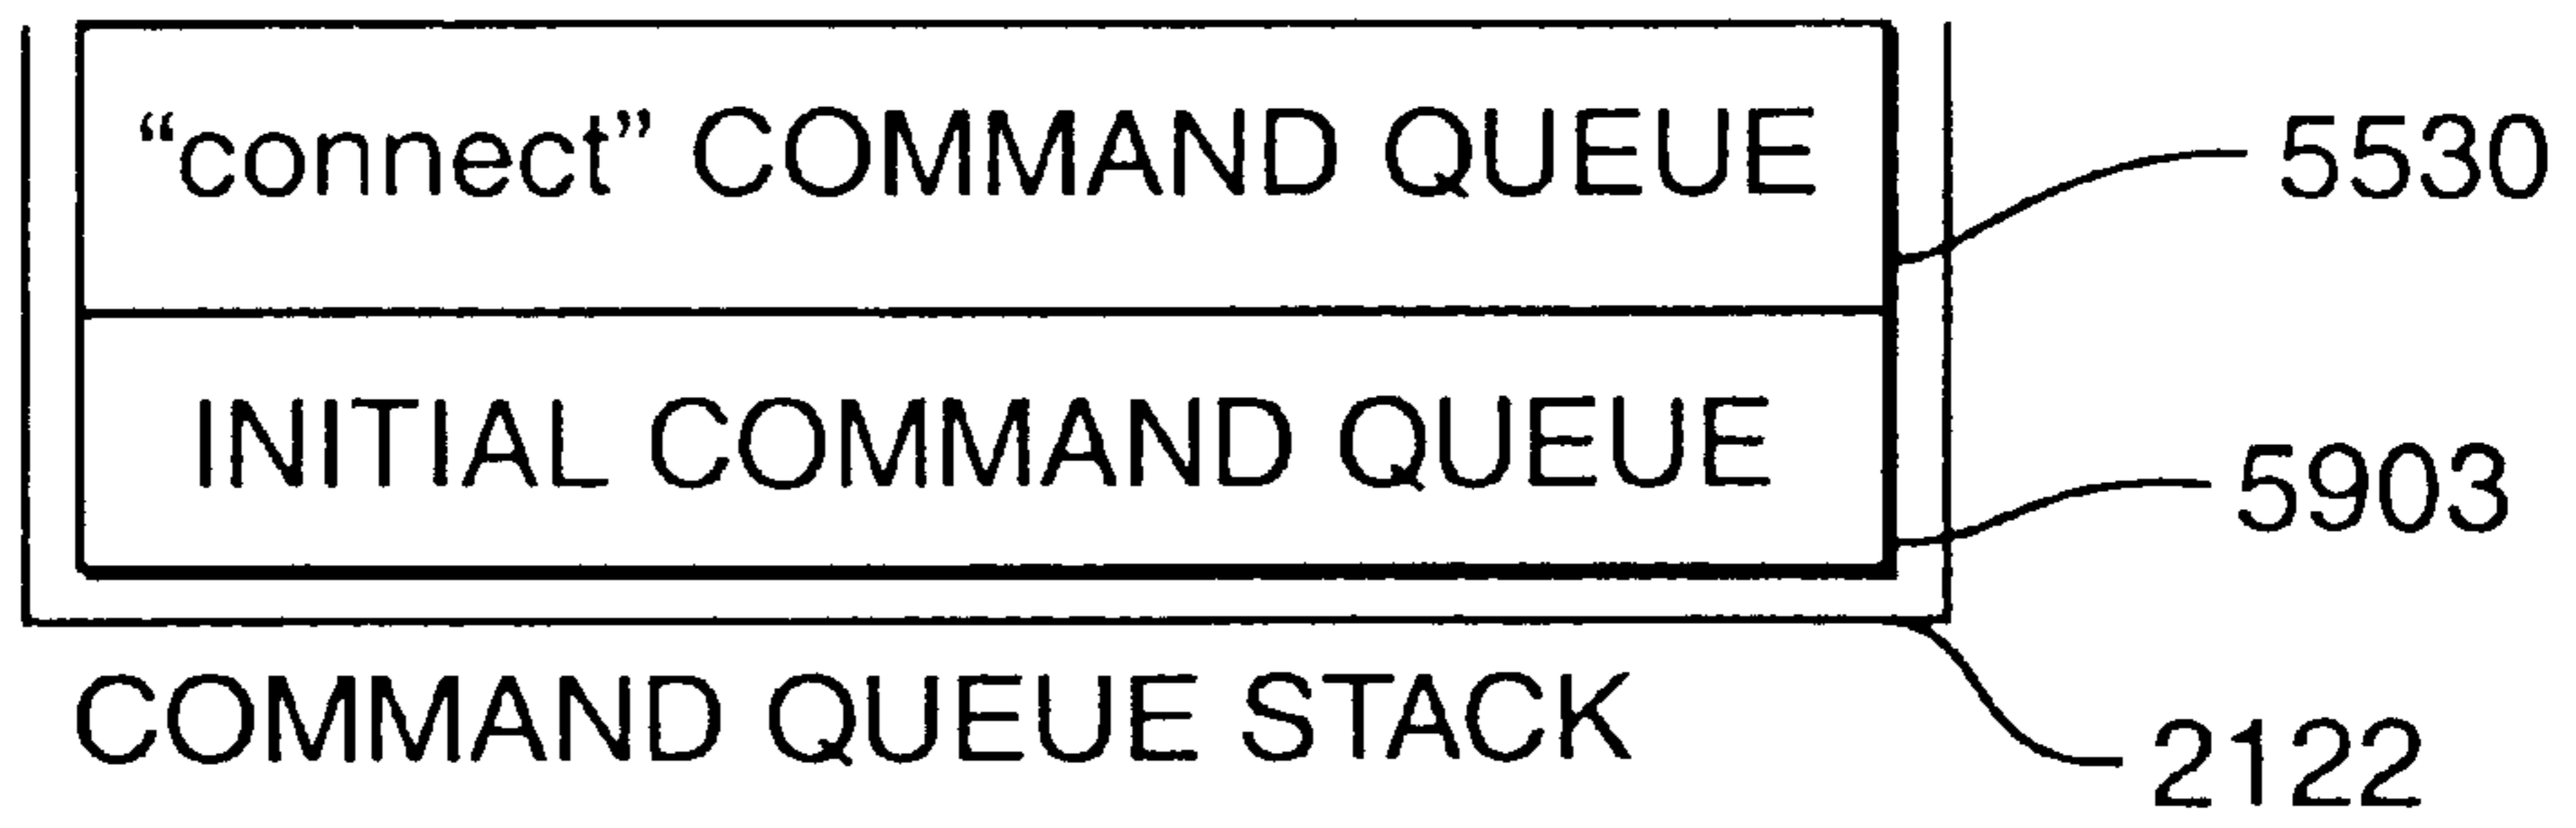 “connect” COMMAND QUEUE
5530
INITIAL COMMAND QUEUE
5903
COMMAND QUEUE STACK
2122